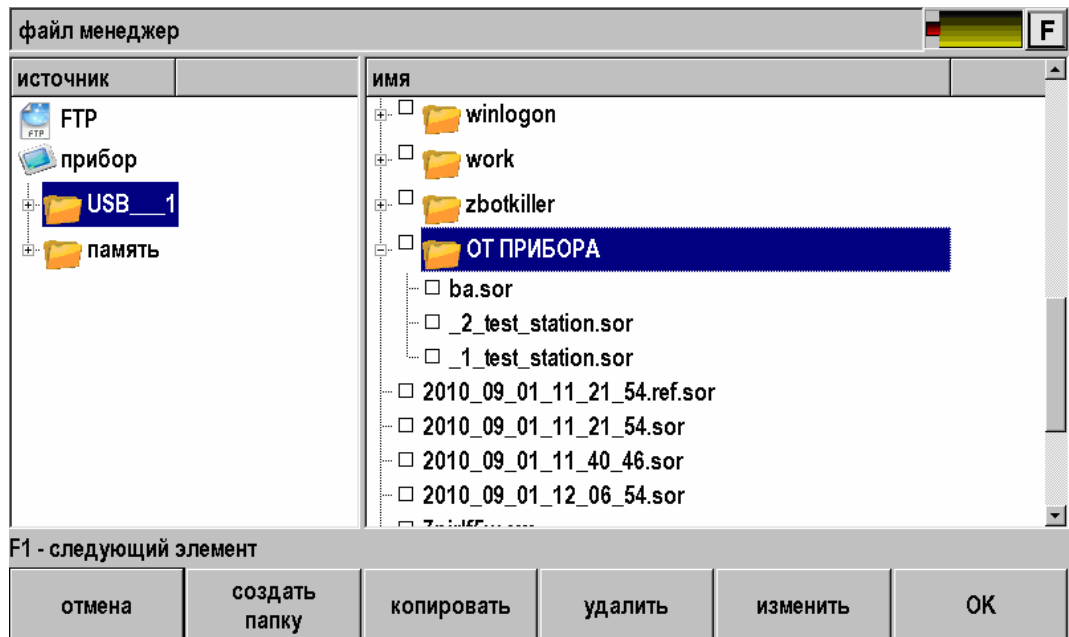 файл менеджер
F
источник
имя
FTP
FTP
прибор
USB___1
память
winlogon
work
zbotkiller
ОТ ПРИБОРА
ba.sor
_2_test_station.sor
_1_test_station.sor
2010_09_01_11_21_54.ref.sor
2010_09_01_11_21_54.sor
2010_09_01_11_40_46.sor
2010_09_01_12_06_54.sor
F1 - следующий элемент
отмена
создать
папку
копировать
удалить
изменить
OK